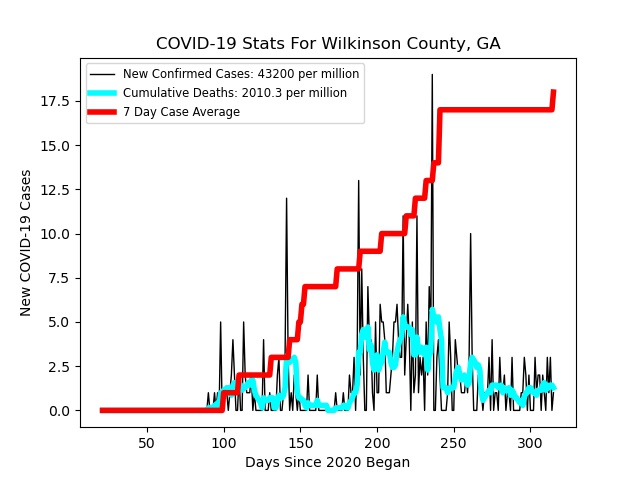 COVID-19 Stats For Wilkinson County, GA
New Confirmed Cases: 43200 per million
Cumulative Deaths: 2010.3 per million
7 Day Case Average
New COVID-19 Cases
17.5
15.0
12.5
10.0
7.5
5.0
2.5
0.0
50 100 150 200 250 300
Days Since 2020 Began